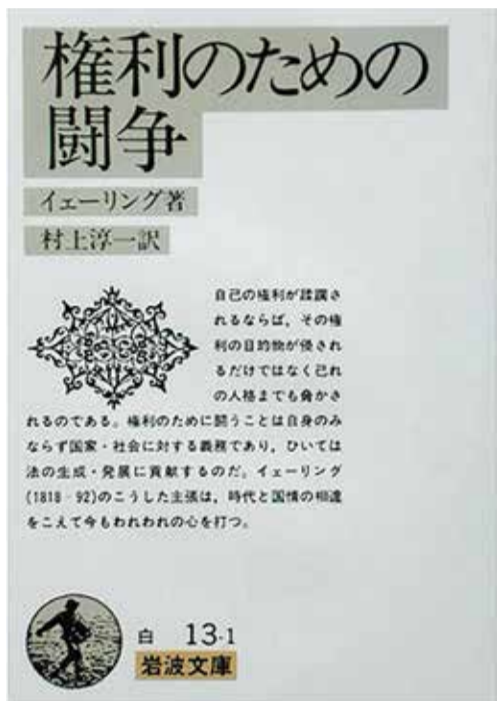 権利のための
闘争
イェーリング著
村上淳一訳
自己の権利が蹂躙さ
れるならば，その権
利の目的物が侵され
るだけではなく己れ
の人格までも脅かさ
れるのである。権利のために闘うことは自身のみ
ならず国家・社会に対する義務であり，ひいては
法の生成・発展に貢献するのだ。イェーリング
(1818‐92)のこうした主張は，時代と国情の相違
をこえて今もわれわれの心を打つ。
白 13-1
岩波文庫